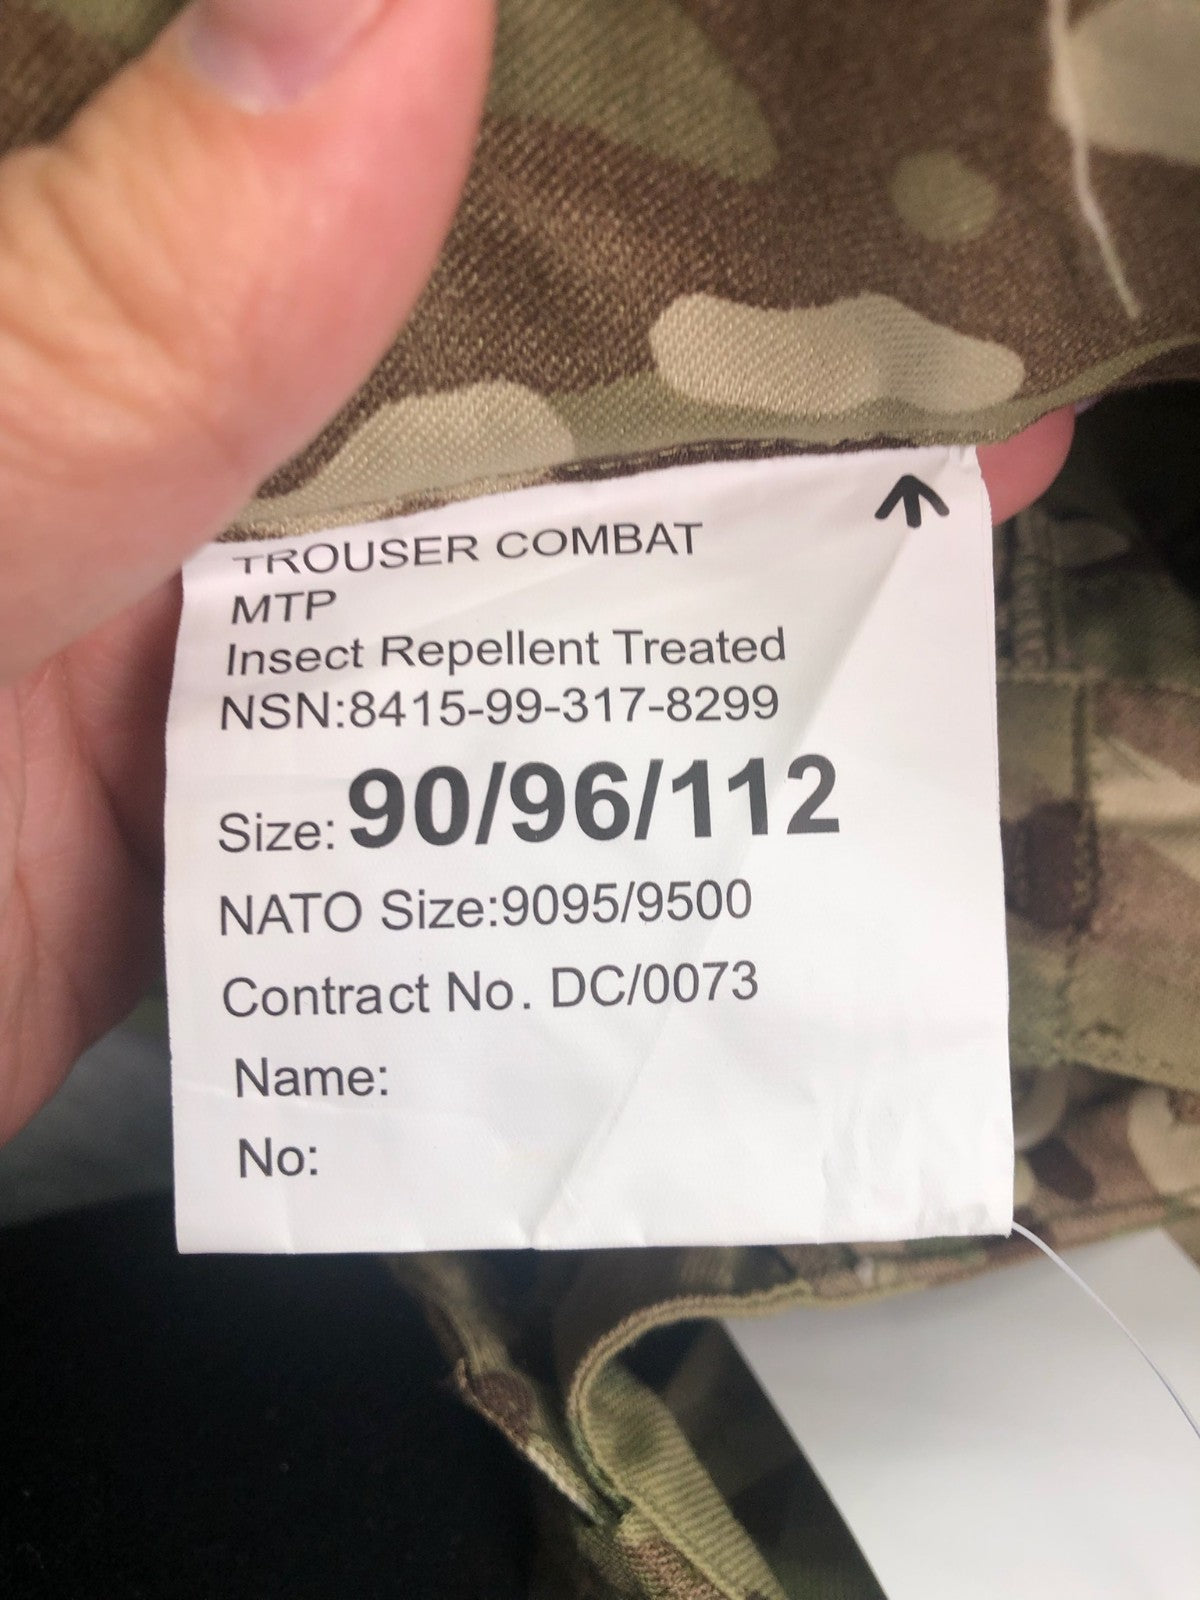 TROUSER COMBAT
MTP
Insect Repellent Treated
NSN:8415-99-317-8299
Size: 90/96/112
NATO Size:9095/9500
Contract No. DC/0073
Name:
No: